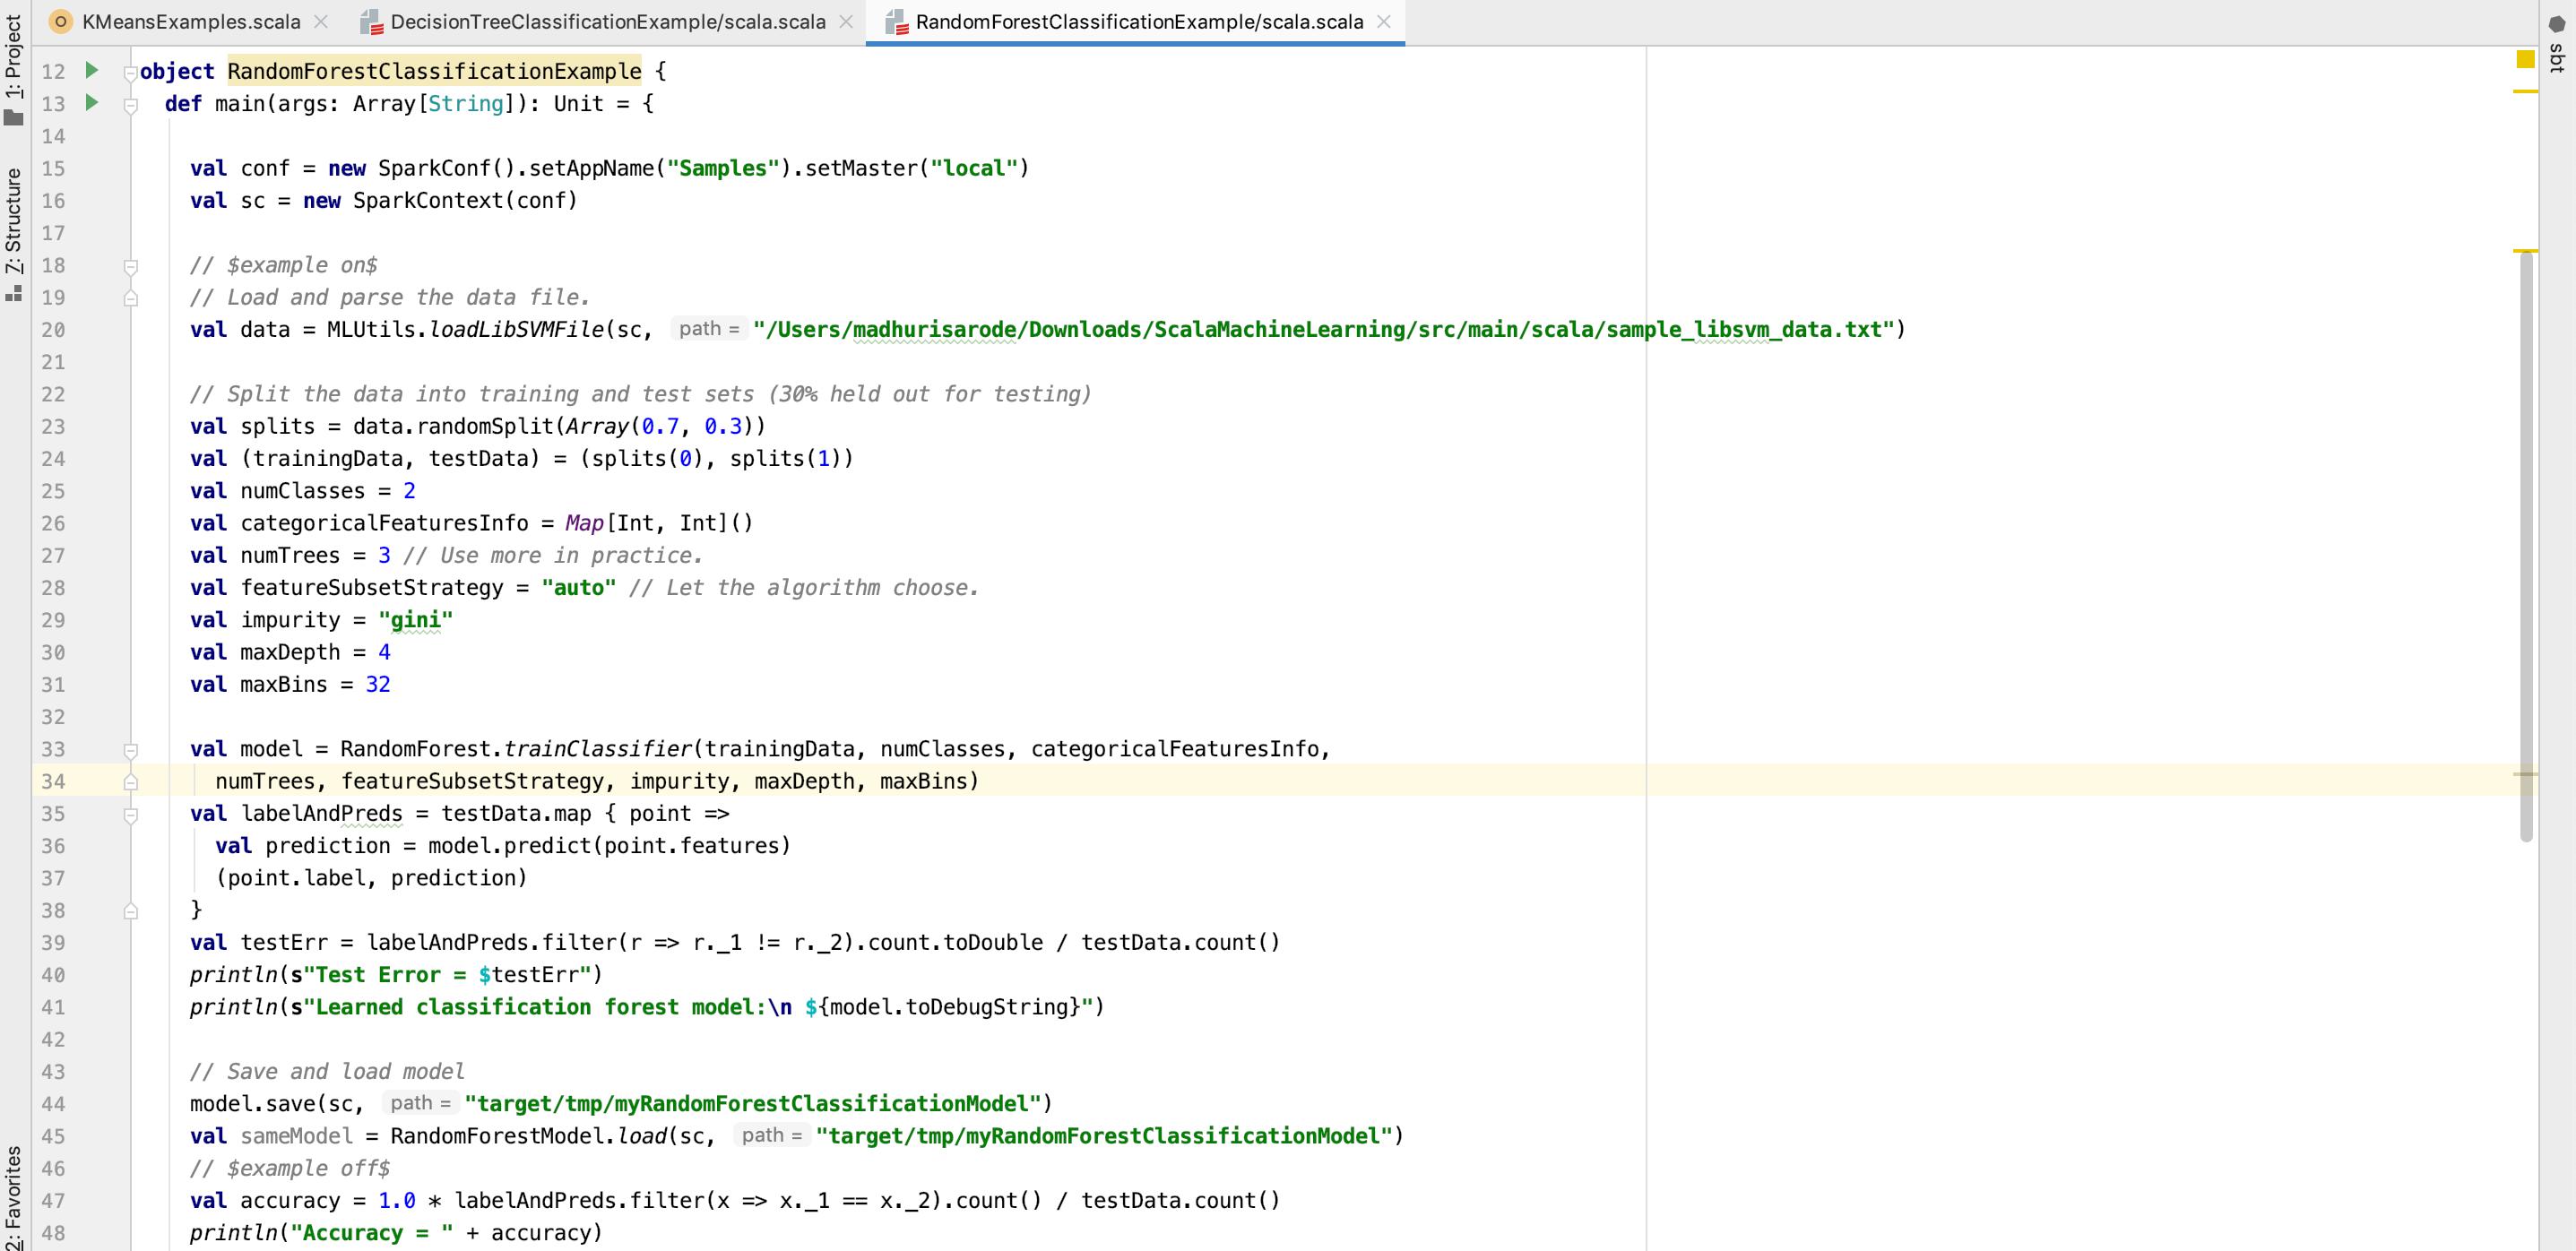 KMeansExamples.scala DecisionTreeClassificationExample/scala.scala RandomForestClassificationExample/scala.scala
1: Project
7: Structure
2: Favorites
sbt
12 object RandomForestClassificationExample {
13 def main(args: Array[String]): Unit = {
14
15 val conf = new SparkConf().setAppName("Samples").setMaster("local")
16 val sc = new SparkContext(conf)
17
18 // $example on$
19 // Load and parse the data file.
20 val data = MLUtils.loadLibSVMFile(sc, path = "/Users/madhurisarode/Downloads/ScalaMachineLearning/src/main/scala/sample_libsvm_data.txt")
21
22 // Split the data into training and test sets (30% held out for testing)
23 val splits = data.randomSplit(Array(0.7, 0.3))
24 val (trainingData, testData) = (splits(0), splits(1))
25 val numClasses = 2
26 val categoricalFeaturesInfo = Map[Int, Int]()
27 val numTrees = 3 // Use more in practice.
28 val featureSubsetStrategy = "auto" // Let the algorithm choose.
29 val impurity = "gini"
30 val maxDepth = 4
31 val maxBins = 32
32
33 val model = RandomForest.trainClassifier(trainingData, numClasses, categoricalFeaturesInfo,
34 numTrees, featureSubsetStrategy, impurity, maxDepth, maxBins)
35 val labelAndPreds = testData.map { point =>
36 val prediction = model.predict(point.features)
37 (point.label, prediction)
38 }
39 val testErr = labelAndPreds.filter(r => r._1 != r._2).count.toDouble / testData.count()
40 println(s"Test Error = $testErr")
41 println(s"Learned classification forest model:\n ${model.toDebugString}")
42
43 // Save and load model
44 model.save(sc, path = "target/tmp/myRandomForestClassificationModel")
45 val sameModel = RandomForestModel.load(sc, path = "target/tmp/myRandomForestClassificationModel")
46 // $example off$
47 val accuracy = 1.0 * labelAndPreds.filter(x => x._1 == x._2).count() / testData.count()
48 println("Accuracy = " + accuracy)